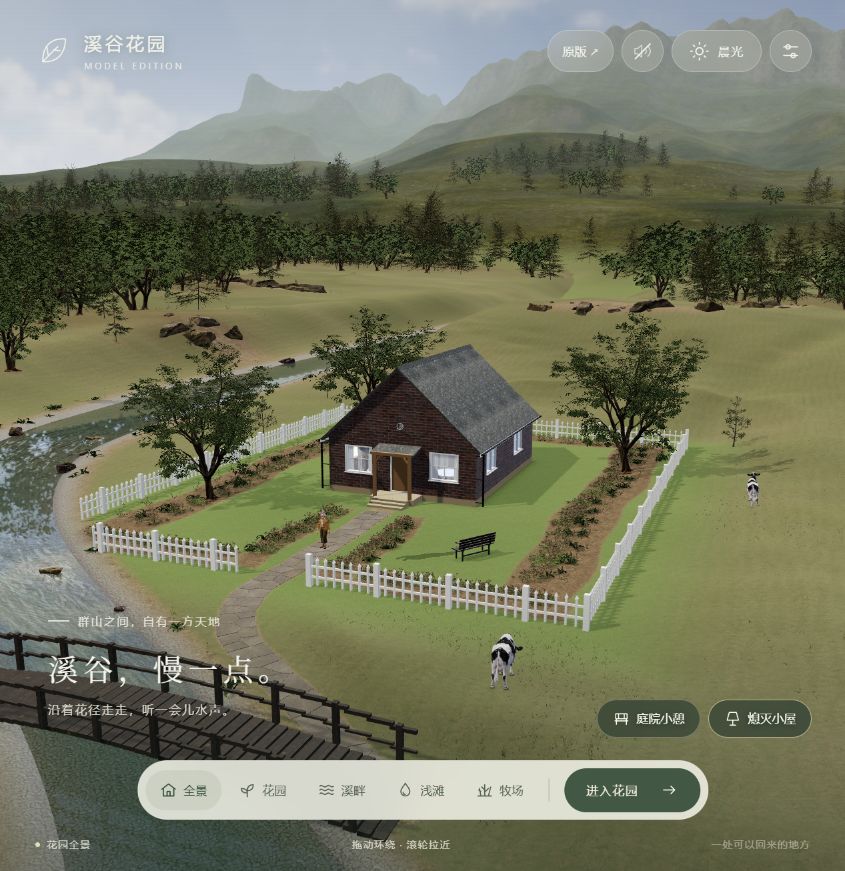 溪谷花园
MODEL EDITION
原版 ↗
晨光
群山之间，自有一方天地
溪谷，慢一点。
沿着花径走走，听一会儿水声。
庭院小憩
熄灭小屋
全景
花园
溪畔
浅滩
牧场
进入花园 →
花园全景
拖动环绕 · 滚轮拉近
一处可以回来的地方